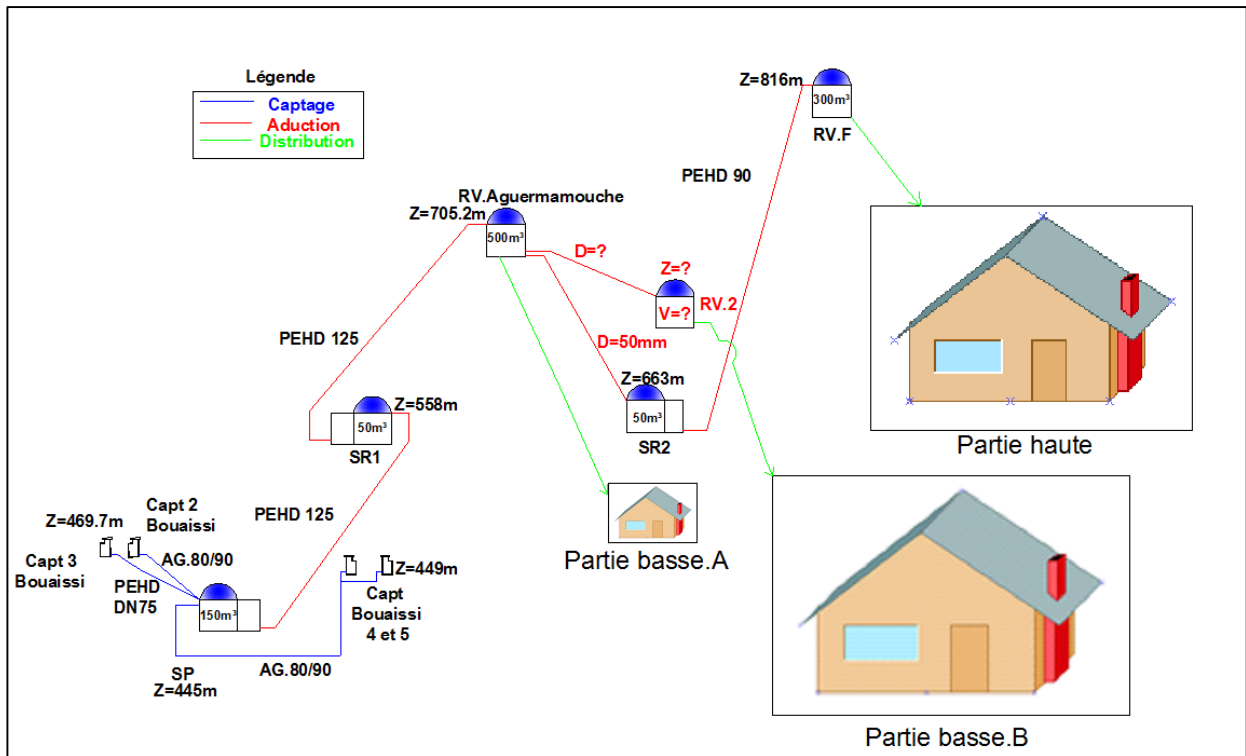 Légende
Captage
Aduction
Distribution
Z=816m
300m³
RV.F
PEHD 90
RV.Aguermamouche
Z=705.2m
500m³
D=?
Z=?
RV.2
V=?
PEHD 125
D=50mm
Z=663m
50m³
SR2
Z=558m
50m³
SR1
Partie haute
PEHD 125
Capt 2
Bouaissi
Z=469.7m
AG.80/90
Capt 3
Bouaissi
PEHD
DN75
150m³
Z=449m
Capt
Bouaissi
4 et 5
AG.80/90
SP
Z=445m
Partie basse.A
Partie basse.B